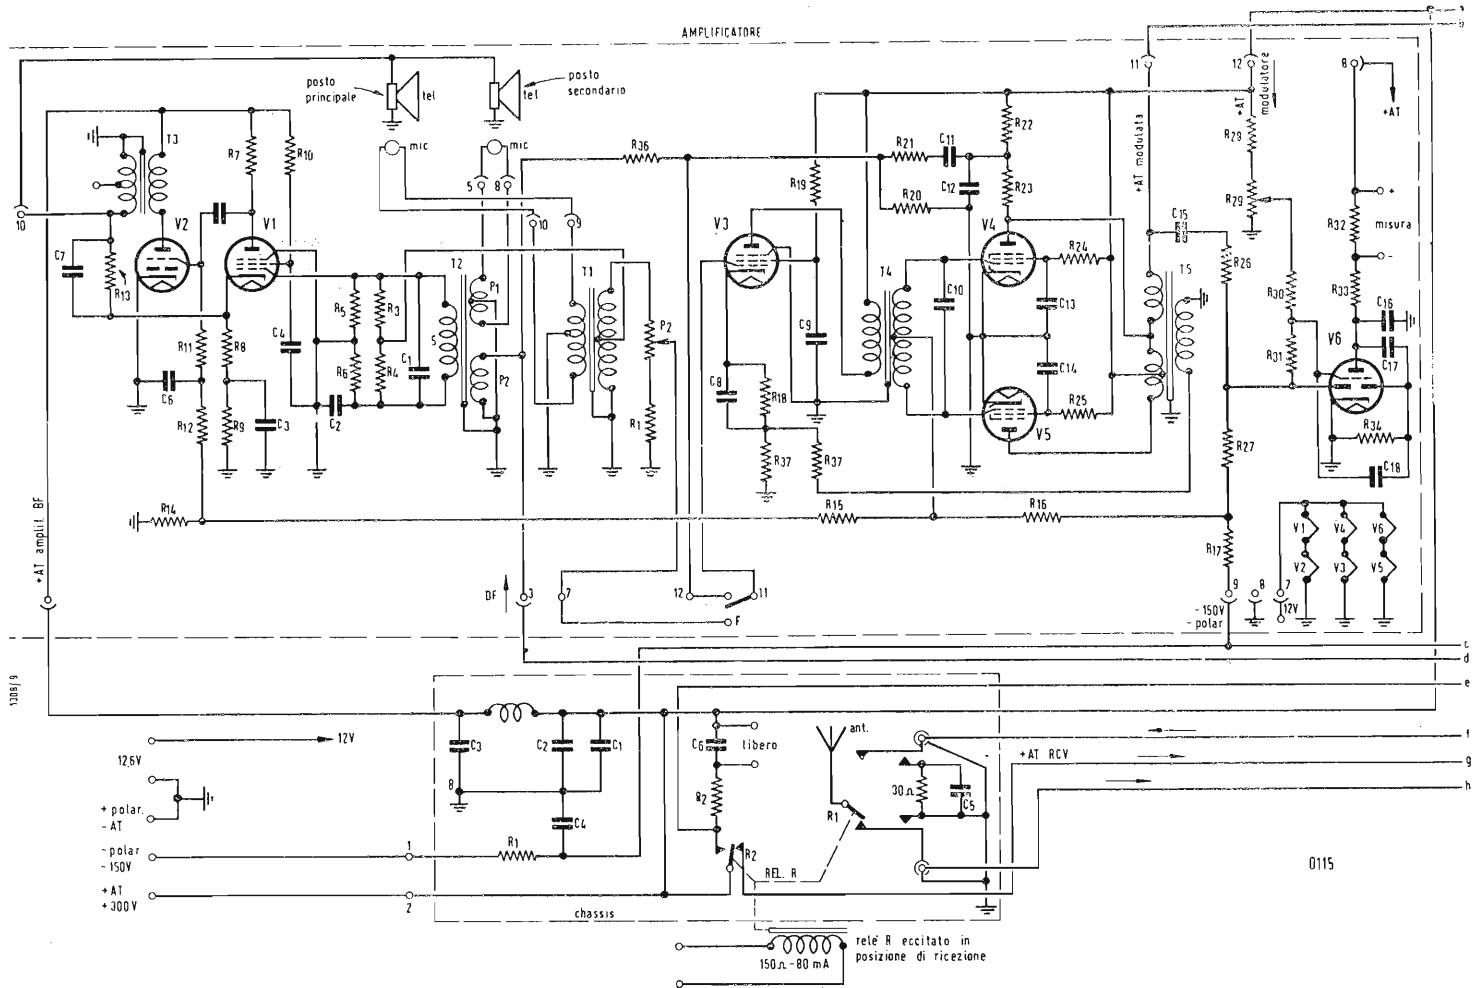 AMPLIFICATORE
a
b
posto
principale
tel
tel
posto
secondario
mic
mic
11
12
+AT
modulatore
8
+AT
T3
R7
R10
10
V2
V1
C7
R13
5
8
10
9
R36
R21
C11
R22
R20
C12
R23
R19
V3
V4
+AT modulata
R28
R29
C15
R32
+
misura
-
R33
R24
R26
T5
R30
R31
C16
C17
V6
T2
P1
P2
S
T1
P2
R5
R3
R6
R4
C1
C4
C2
R11
R8
C6
R12
R9
C3
R1
T4
C10
C9
C8
R18
R37
R37
C13
C14
R25
V5
R27
R34
C18
R14
R15
R16
R17
+AT amplif. BF
BF
3
7
12
11
F
9
8
7
-150V
-polar
12V
V1
V4
V6
V2
V3
V5
c
d
e
f
g
h
1008/9
12V
12,6V
+ polar.
- AT
- polar
- 150V
+ AT
+ 300V
1
2
C3
C2
C1
8
C4
R1
C6
libero
R2
R2
ant.
R1
30Ω
C5
REL. R
chassis
+AT RCV
0115
150Ω-80 mA
relè R eccitato in
posizione di ricezione